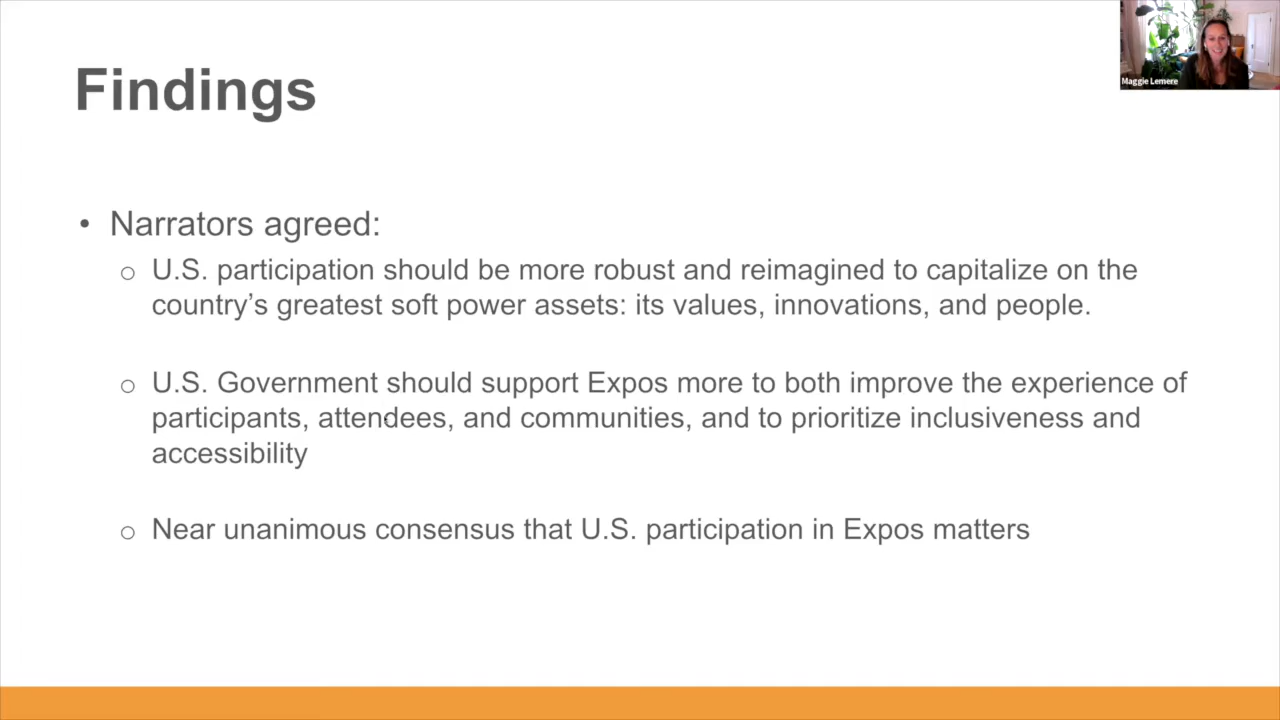 Maggie Lemere
Findings
• Narrators agreed:
o U.S. participation should be more robust and reimagined to capitalize on the
country’s greatest soft power assets: its values, innovations, and people.
o U.S. Government should support Expos more to both improve the experience of
participants, attendees, and communities, and to prioritize inclusiveness and
accessibility
o Near unanimous consensus that U.S. participation in Expos matters